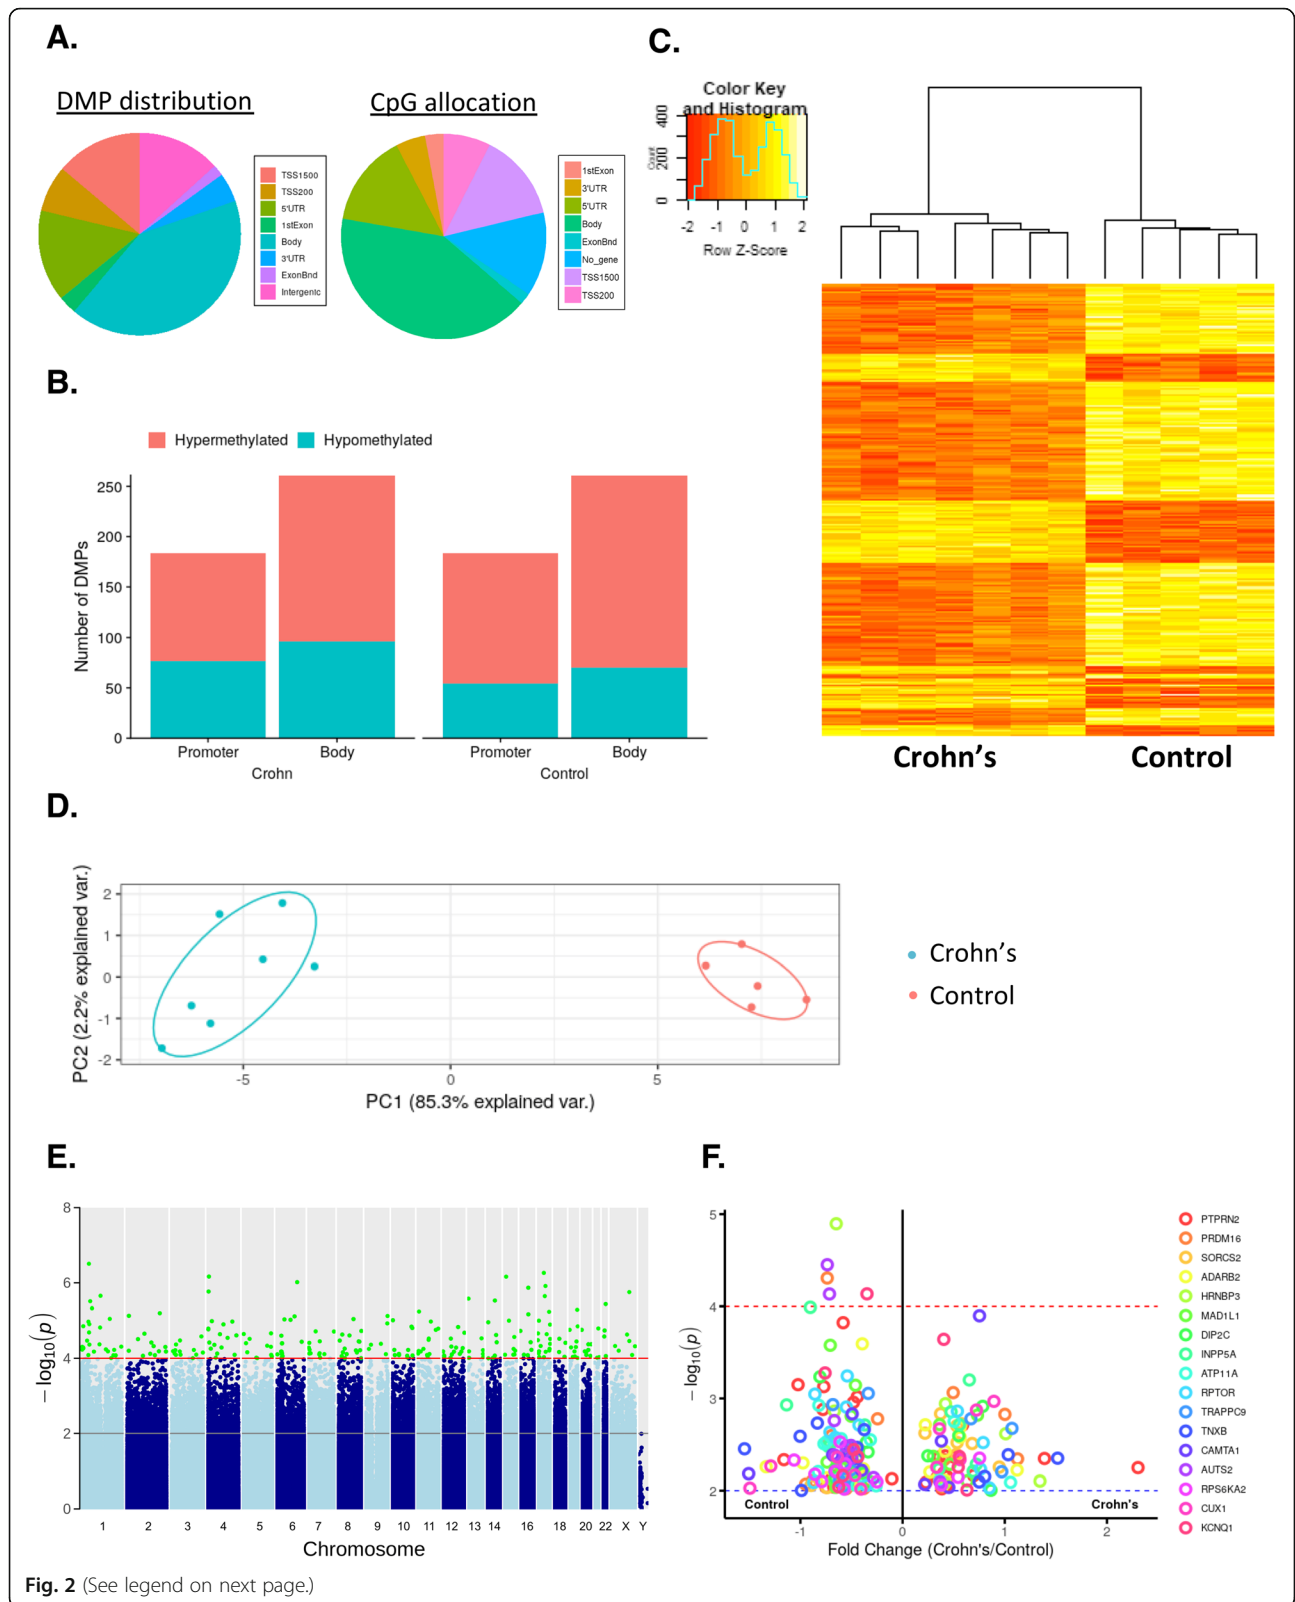 A.
DMP distribution
CpG allocation
TSS1500
TSS200
5'UTR
1stExon
Body
3'UTR
ExonBnd
Intergenic
1stExon
3'UTR
5'UTR
Body
ExonBnd
No_gene
TSS1500
TSS200
B.
Hypermethylated
Hypomethylated
Number of DMPs
250
200
150
100
50
0
Promoter
Body
Promoter
Body
Crohn
Control
C.
Color Key
and Histogram
Count
400
200
0
-2 -1 0 1 2
Row Z-Score
Crohn's
Control
D.
PC2 (2.2% explained var.)
2
1
0
-1
-2
-5 0 5
PC1 (85.3% explained var.)
Crohn's
Control
E.
−log10(p)
8
6
4
2
0
1 2 3 4 5 6 7 8 9 10 11 12 13 14 16 18 20 22 X Y
Chromosome
F.
−log10(p)
5
4
3
2
Control
Crohn's
-1 0 1 2
Fold Change (Crohn's/Control)
PTPRN2
PRDM16
SORCS2
ADARB2
HRNBP3
MAD1L1
DIP2C
INPP5A
ATP11A
RPTOR
TRAPPC9
TNXB
CAMTA1
AUTS2
RPS6KA2
CUX1
KCNQ1
Fig. 2 (See legend on next page.)